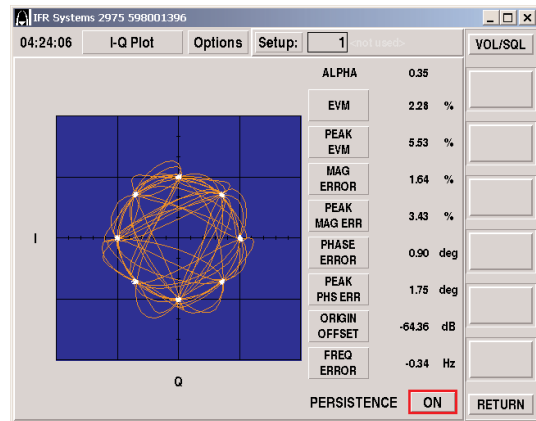 IFR Systems 2975 598001396
04:24:06 I-Q Plot Options Setup: 1 <not used> VOL/SQL
ALPHA 0.35
EVM 2.28 %
PEAK EVM 5.53 %
MAG ERROR 1.64 %
PEAK MAG ERR 3.43 %
PHASE ERROR 0.90 deg
PEAK PHS ERR 1.75 deg
ORIGIN OFFSET -64.36 dB
FREQ ERROR -0.34 Hz
I
Q
PERSISTENCE ON RETURN